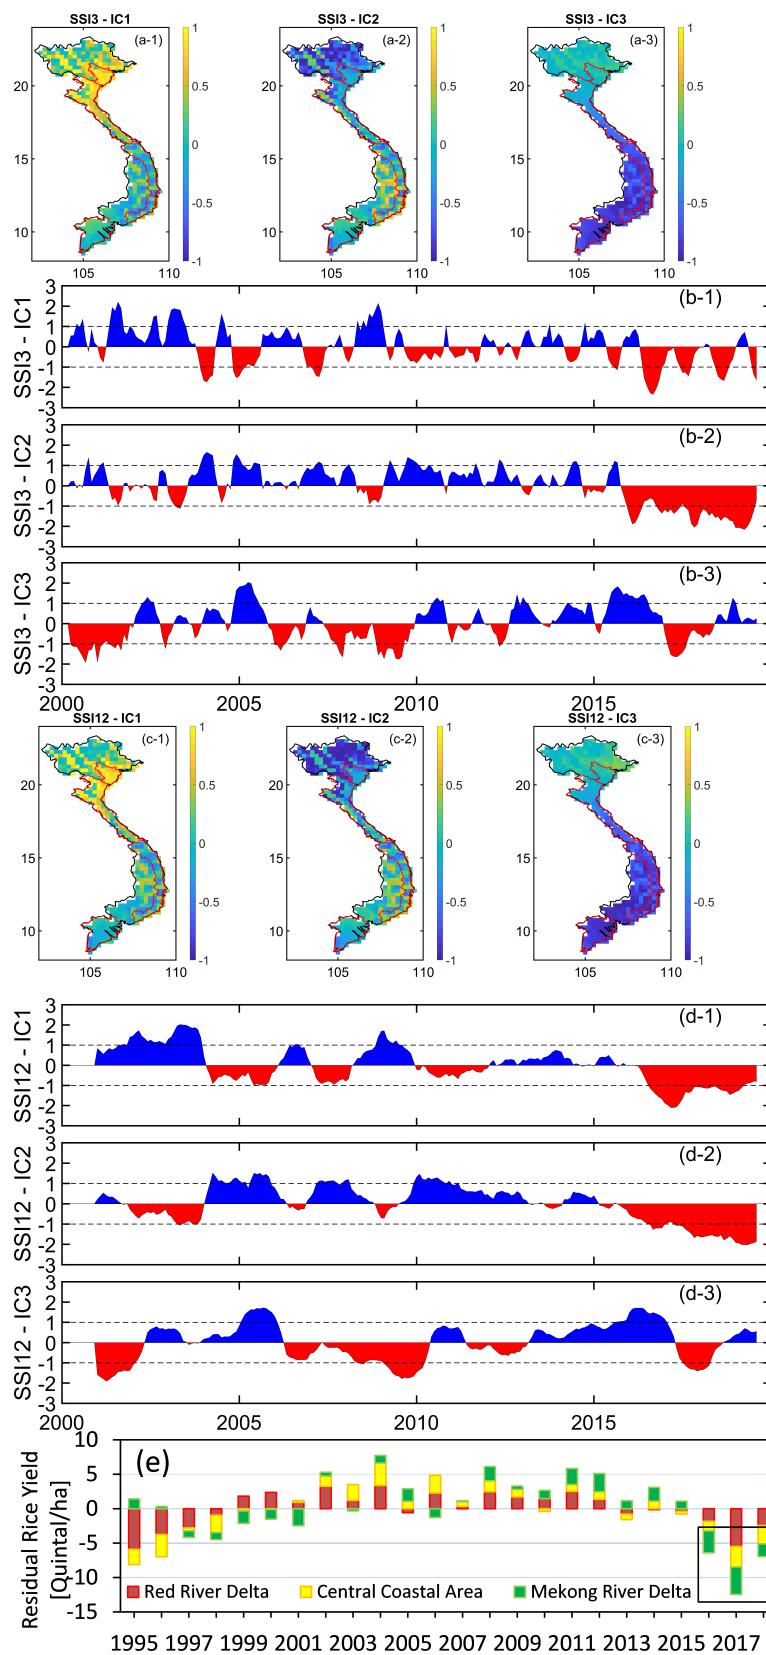 SSI3 - IC1 SSI3 - IC2 SSI3 - IC3
(a-1) (a-2) (a-3)
1 1 1
20 20 20
0.5 0.5 0.5
15 0 15 0 15 0
-0.5 -0.5 -0.5
10 10 10
-1 -1 -1
105 110 105 110 105 110
SSI3 - IC1
3
2
1
0
-1
-2
-3
(b-1)
SSI3 - IC2
3
2
1
0
-1
-2
-3
(b-2)
SSI3 - IC3
3
2
1
0
-1
-2
-3
(b-3)
2000 2005 2010 2015
SSI12 - IC1 SSI12 - IC2 SSI12 - IC3
(c-1) (c-2) (c-3)
1 1 1
20 20 20
0.5 0.5 0.5
15 0 15 0 15 0
-0.5 -0.5 -0.5
10 10 10
-1 -1 -1
105 110 105 110 105 110
SSI12 - IC1
3
2
1
0
-1
-2
-3
(d-1)
SSI12 - IC2
3
2
1
0
-1
-2
-3
(d-2)
SSI12 - IC3
3
2
1
0
-1
-2
-3
(d-3)
2000 2005 2010 2015
Residual Rice Yield
[Quintal/ha]
10
5
0
-5
-10
-15
(e)
Red River Delta Central Coastal Area Mekong River Delta
1995 1997 1999 2001 2003 2005 2007 2009 2011 2013 2015 2017